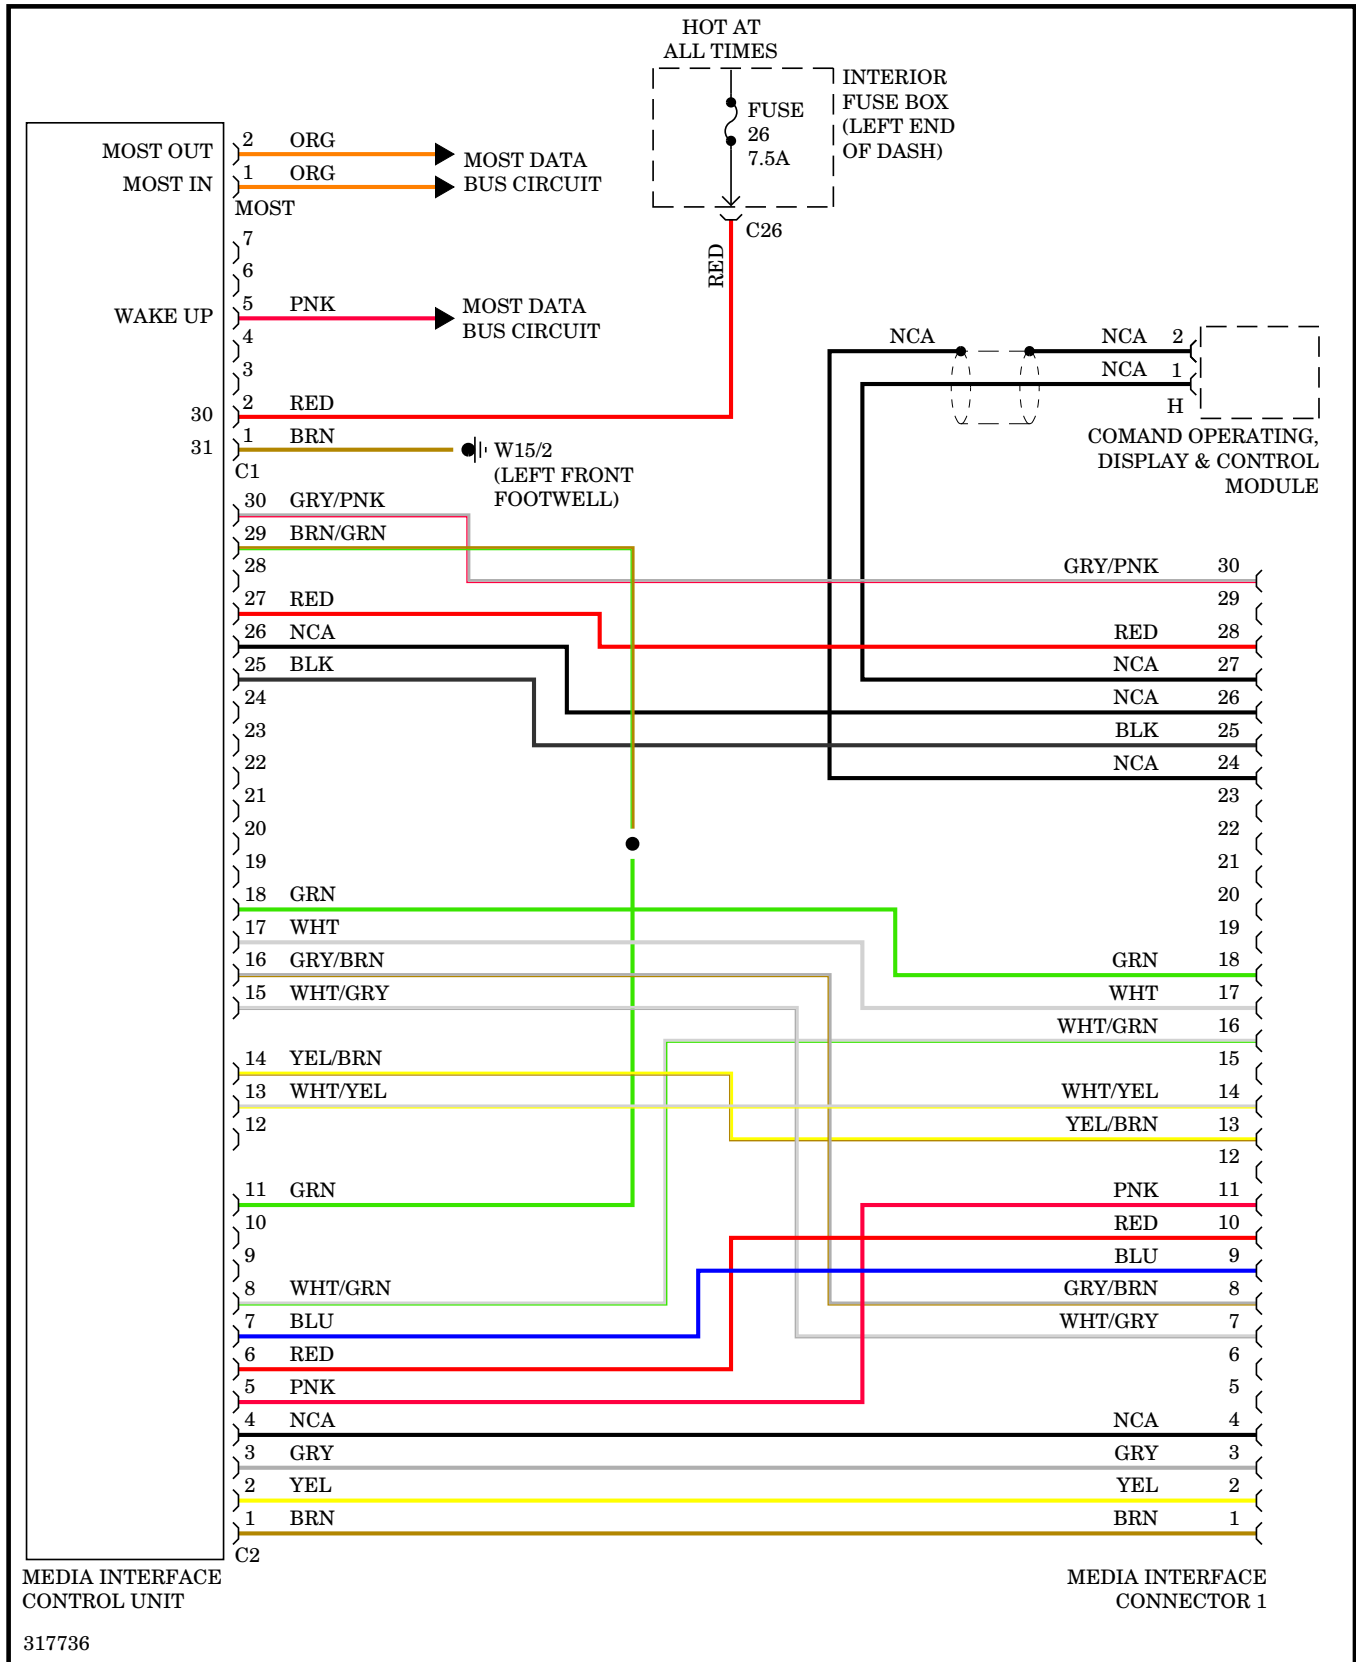 HOT AT
ALL TIMES
INTERIOR
FUSE BOX
(LEFT END
OF DASH)
FUSE
26
7.5A
C26
RED
MOST OUT 2 ORG
MOST IN 1 ORG
MOST DATA
BUS CIRCUIT
MOST
7
6
WAKE UP 5 PNK
MOST DATA
BUS CIRCUIT
4
3
30 2 RED
31 1 BRN
W15/2
(LEFT FRONT
FOOTWELL)
C1
NCA NCA 2
NCA 1
H
COMAND OPERATING,
DISPLAY & CONTROL
MODULE
30 GRY/PNK
29 BRN/GRN
28
27 RED
26 NCA
25 BLK
24
23
22
21
20
19
18 GRN
17 WHT
16 GRY/BRN
15 WHT/GRY
14 YEL/BRN
13 WHT/YEL
12
11 GRN
10
9
8 WHT/GRN
7 BLU
6 RED
5 PNK
4 NCA
3 GRY
2 YEL
1 BRN
C2
GRY/PNK 30
29
RED 28
NCA 27
NCA 26
BLK 25
NCA 24
23
22
21
20
19
GRN 18
WHT 17
WHT/GRN 16
15
WHT/YEL 14
YEL/BRN 13
12
PNK 11
RED 10
BLU 9
GRY/BRN 8
WHT/GRY 7
6
5
NCA 4
GRY 3
YEL 2
BRN 1
MEDIA INTERFACE
CONTROL UNIT
MEDIA INTERFACE
CONNECTOR 1
317736